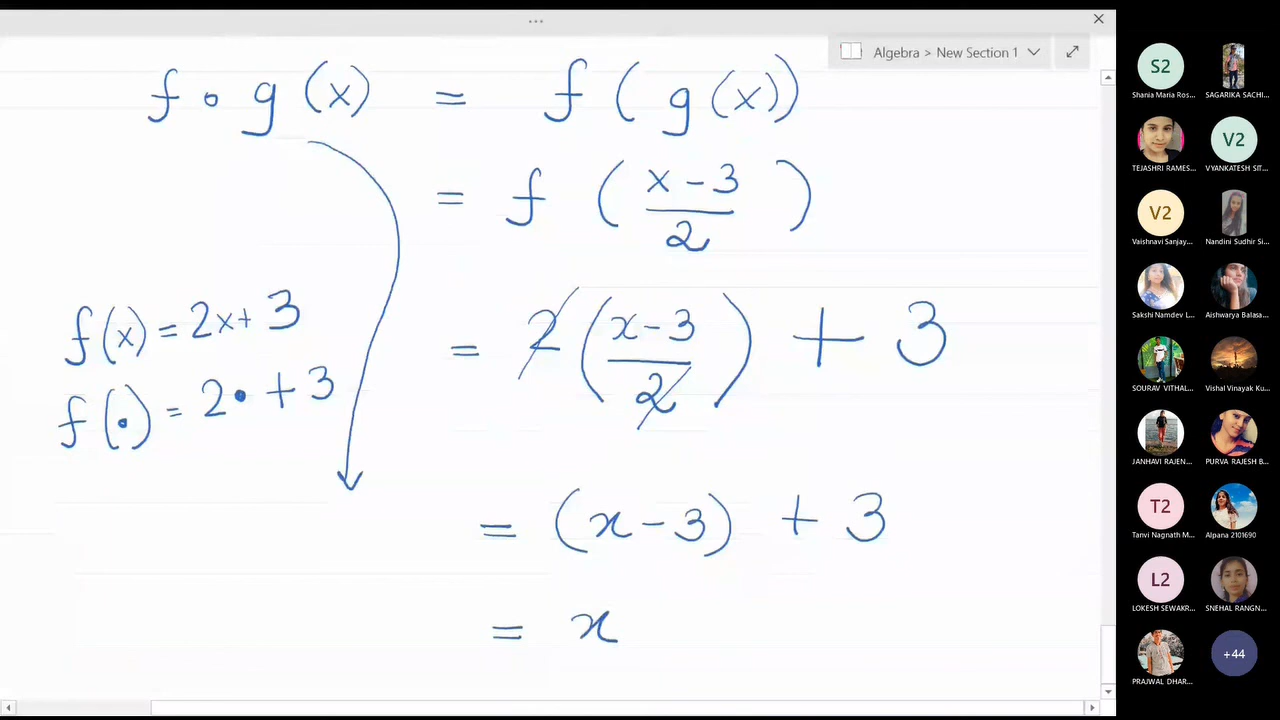 Algebra > New Section 1
f • g (x) = f ( g (x))
= f ( x - 3 / 2 )
f(x) = 2x + 3
= 2 ( x - 3 / 2 ) + 3
f(•) = 2• + 3
= (x - 3) + 3
= x
S2
Shania Maria Ros...
SAGARIKA SACHI...
TEJASHRI RAMES...
V2
VYANKATESH SIT...
V2
Vaishnavi Sanjay...
Nandini Sudhir Si...
Sakshi Namdev L...
Aishwarya Balasa...
SOURAV VITHAL...
Vishal Vinayak Ku...
JANHAVI RAJEN...
PURVA RAJESH B...
T2
Tanvi Nagnath M...
Alpana 2101690
L2
LOKESH SEWAKR...
SNEHAL RANGN...
PRAJWAL DHAR...
+44